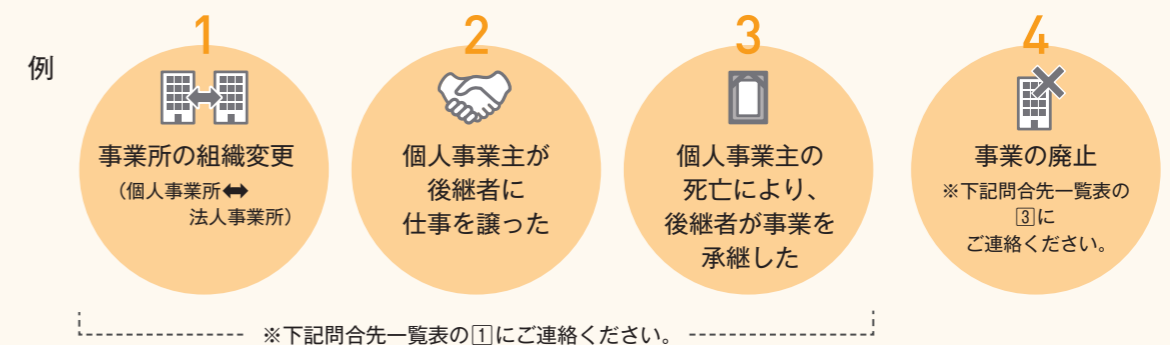 例
1
事業所の組織変更
（個人事業所⬌
法人事業所）
2
個人事業主が
後継者に
仕事を譲った
3
個人事業主の
死亡により、
後継者が事業を
承継した
4
事業の廃止
※下記問合先一覧表の
3に
ご連絡ください。
※下記問合先一覧表の1にご連絡ください。